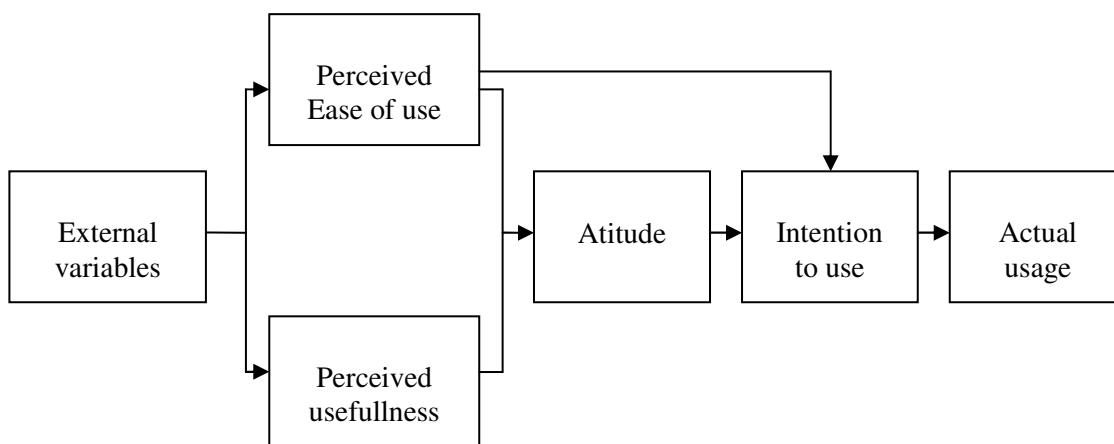 Perceived
Ease of use
External
variables
Atitude
Intention
to use
Actual
usage
Perceived
usefullness